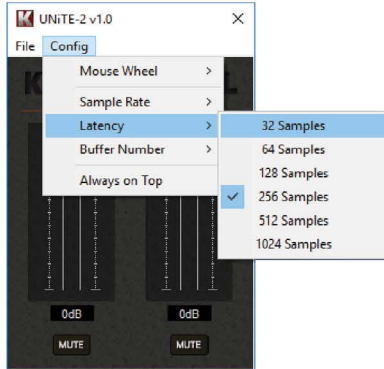 UNiTE-2 v1.0
File Config
Mouse Wheel
Sample Rate
Latency
Buffer Number
Always on Top
32 Samples
64 Samples
128 Samples
256 Samples
512 Samples
1024 Samples
0dB 0dB
MUTE MUTE